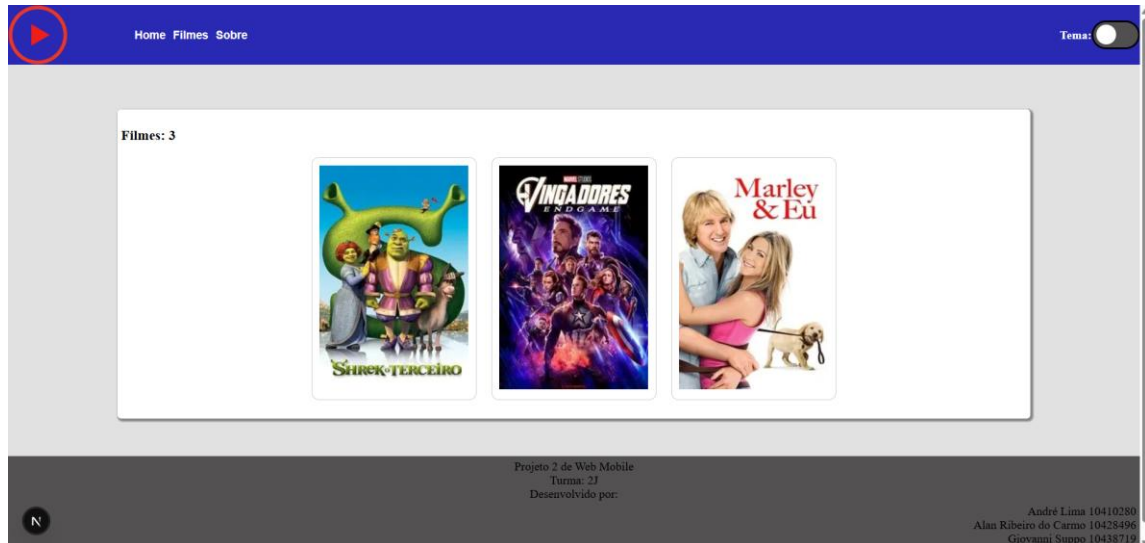 Home Filmes Sobre
Tema:
Filmes: 3
SHREK TERCEIRO
MARVEL STUDIOS
VINGADORES
ENDGAME
Marley
& Eu
Projeto 2 de Web Mobile
Turma: 2J
Desenvolvido por:
André Lima 10410280
Alan Ribeiro do Carmo 10428496
Giovanni Suppo 10438719
N